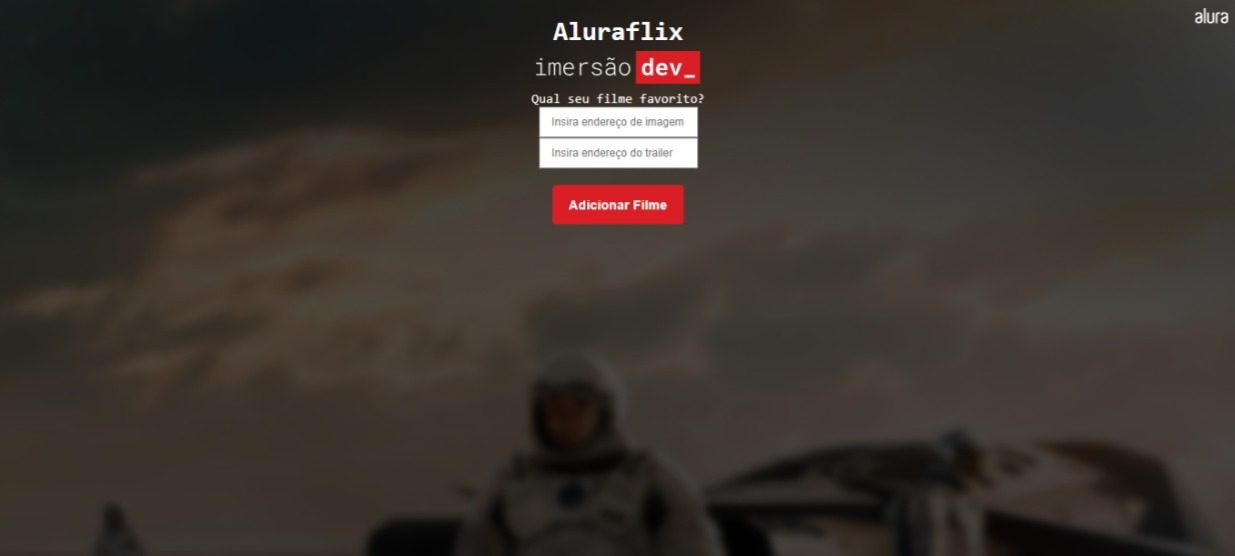 alura
Aluraflix
imersão dev_
Qual seu filme favorito?
Insira endereço de imagem
Insira endereço do trailer
Adicionar Filme